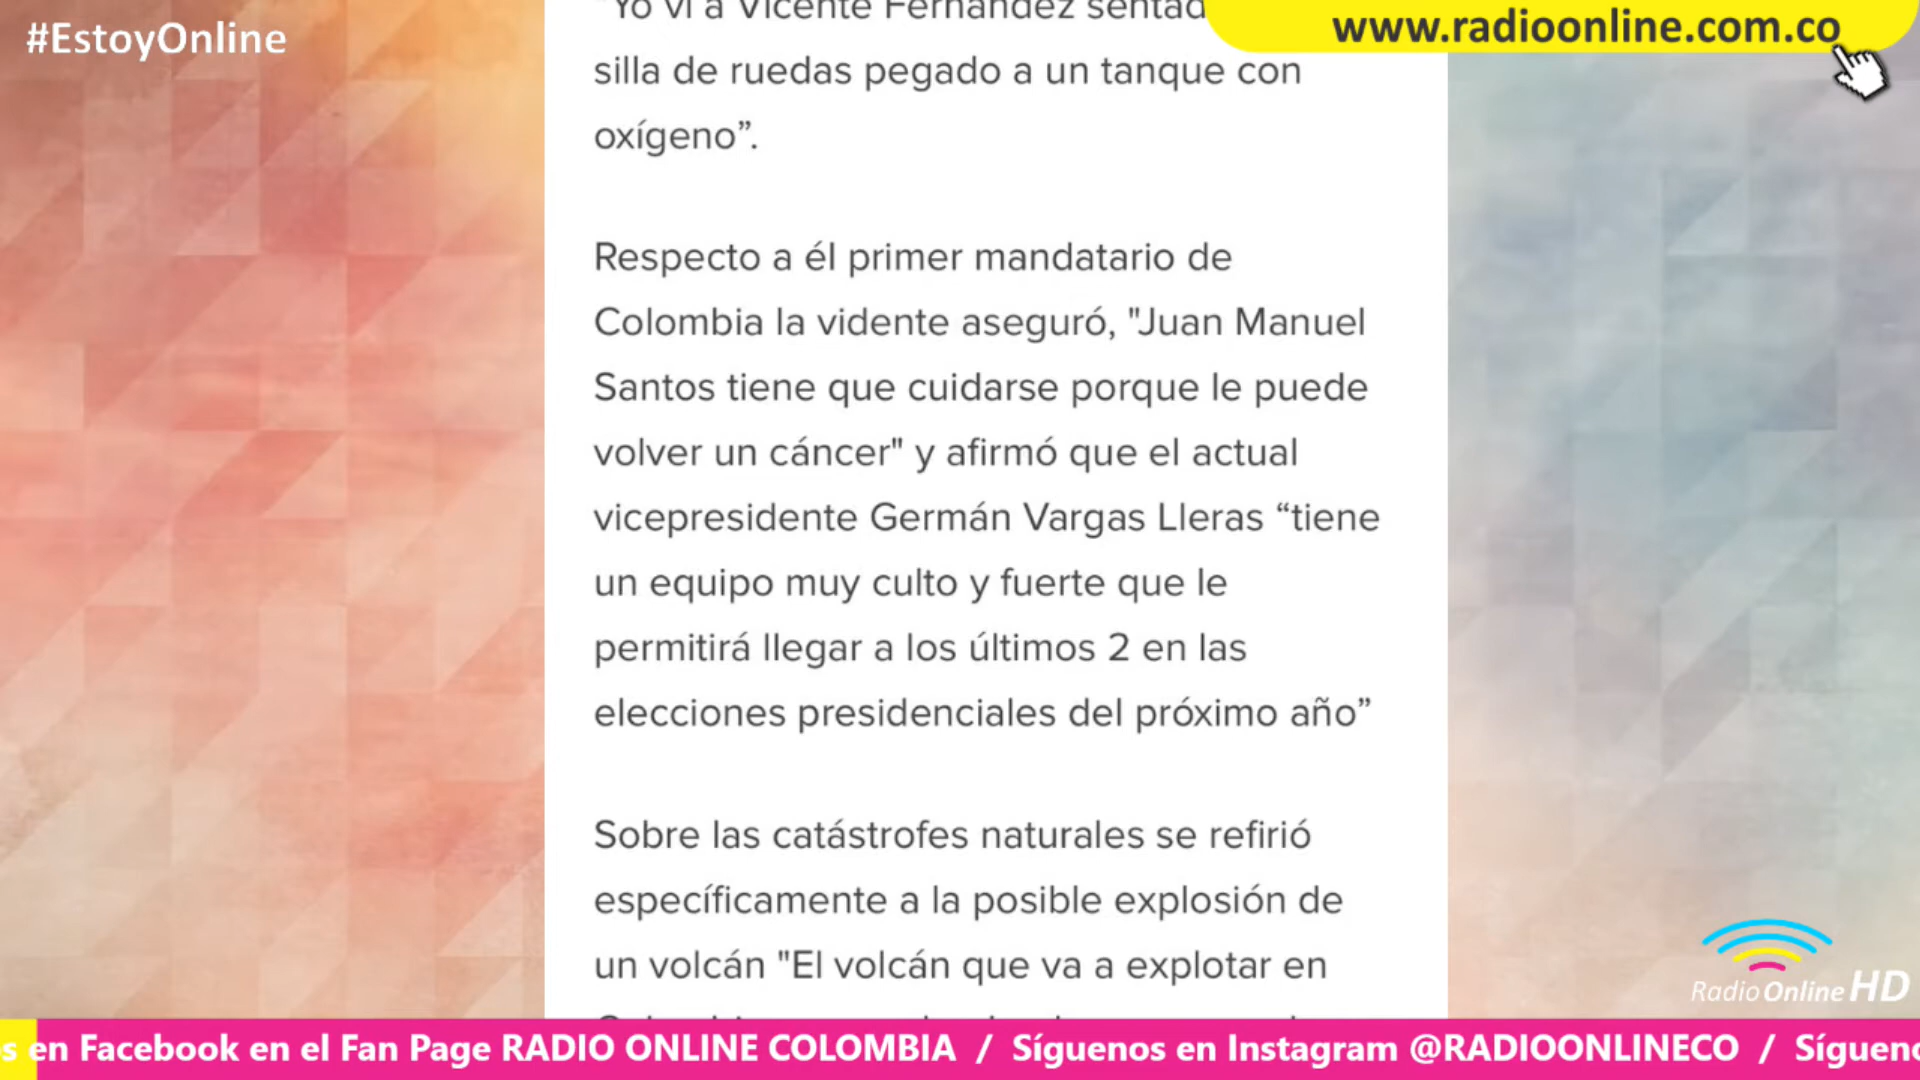 #EstoyOnline
www.radioonline.com.co
"Yo vi a Vicente Fernández
silla de ruedas pegado a un tanque con
oxígeno”.
Respecto a él primer mandatario de
Colombia la vidente aseguró, "Juan Manuel
Santos tiene que cuidarse porque le puede
volver un cáncer" y afirmó que el actual
vicepresidente Germán Vargas Lleras “tiene
un equipo muy culto y fuerte que le
permitirá llegar a los últimos 2 en las
elecciones presidenciales del próximo año”
Sobre las catástrofes naturales se refirió
específicamente a la posible explosión de
un volcán "El volcán que va a explotar en
Radio Online HD
s en Facebook en el Fan Page RADIO ONLINE COLOMBIA / Síguenos en Instagram @RADIOONLINECO /